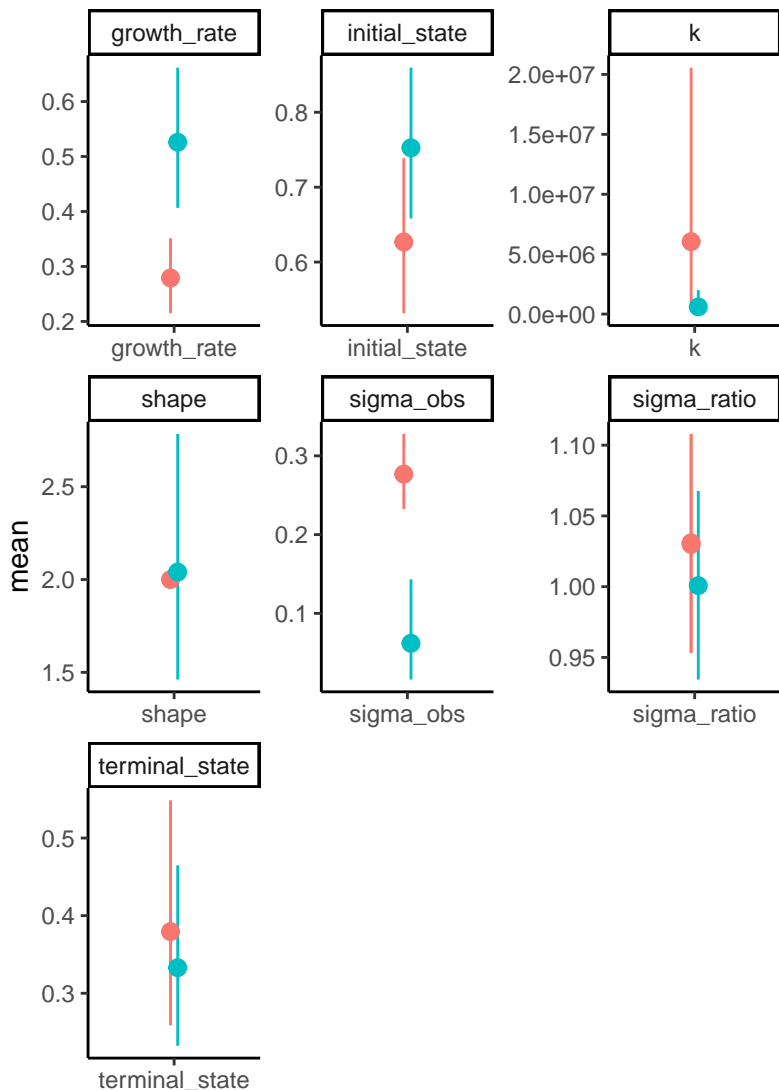 growth_rate
initial_state
k
0.6
0.5
0.4
0.3
0.2
0.8
0.7
0.6
2.0e+07
1.5e+07
1.0e+07
5.0e+06
0.0e+00
growth_rate
initial_state
k
shape
sigma_obs
sigma_ratio
mean
2.5
2.0
1.5
0.3
0.2
0.1
1.10
1.05
1.00
0.95
shape
sigma_obs
sigma_ratio
terminal_state
0.5
0.4
0.3
terminal_state